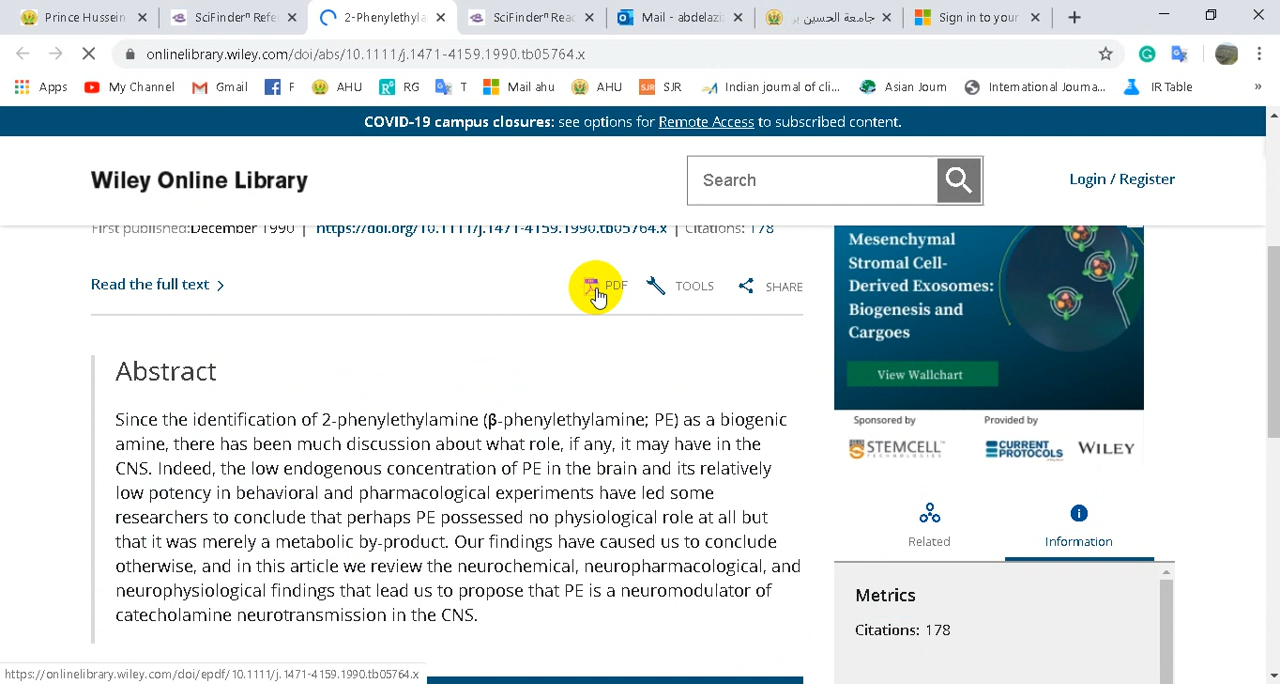 Prince Hussein
SciFinderⁿ Refe
2-Phenylethyla
SciFinderⁿ Reac
Mail - abdelaziz
جامعة الحسين بن
Sign in to your
onlinelibrary.wiley.com/doi/abs/10.1111/j.1471-4159.1990.tb05764.x
Apps
My Channel
Gmail
F
AHU
RG
T
Mail ahu
AHU
SJR
Indian journal of cli...
Asian Journ
International Journa...
IR Table
»
COVID-19 campus closures: see options for Remote Access to subscribed content.
Wiley Online Library
Search
Login / Register
First published:December 1990 | https://doi.org/10.1111/j.1471-4159.1990.tb05764.x | Citations: 178
Read the full text
PDF
TOOLS
SHARE
Abstract
Since the identification of 2-phenylethylamine (β-phenylethylamine; PE) as a biogenic
amine, there has been much discussion about what role, if any, it may have in the
CNS. Indeed, the low endogenous concentration of PE in the brain and its relatively
low potency in behavioral and pharmacological experiments have led some
researchers to conclude that perhaps PE possessed no physiological role at all but
that it was merely a metabolic by-product. Our findings have caused us to conclude
otherwise, and in this article we review the neurochemical, neuropharmacological, and
neurophysiological findings that lead us to propose that PE is a neuromodulator of
catecholamine neurotransmission in the CNS.
Mesenchymal
Stromal Cell-
Derived Exosomes:
Biogenesis and
Cargoes
View Wallchart
Sponsored by
Provided by
STEMCELL
TECHNOLOGIES
CURRENT
PROTOCOLS
WILEY
Related
Information
Metrics
Citations: 178
https://onlinelibrary.wiley.com/doi/epdf/10.1111/j.1471-4159.1990.tb05764.x